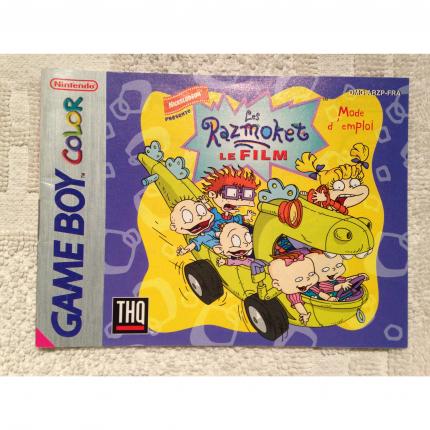 Nintendo
GAME BOY COLOR
NICKELODEON
PRÉSENTE
Les
Razmoket
LE FILM
Mode
d'emploi
THQ